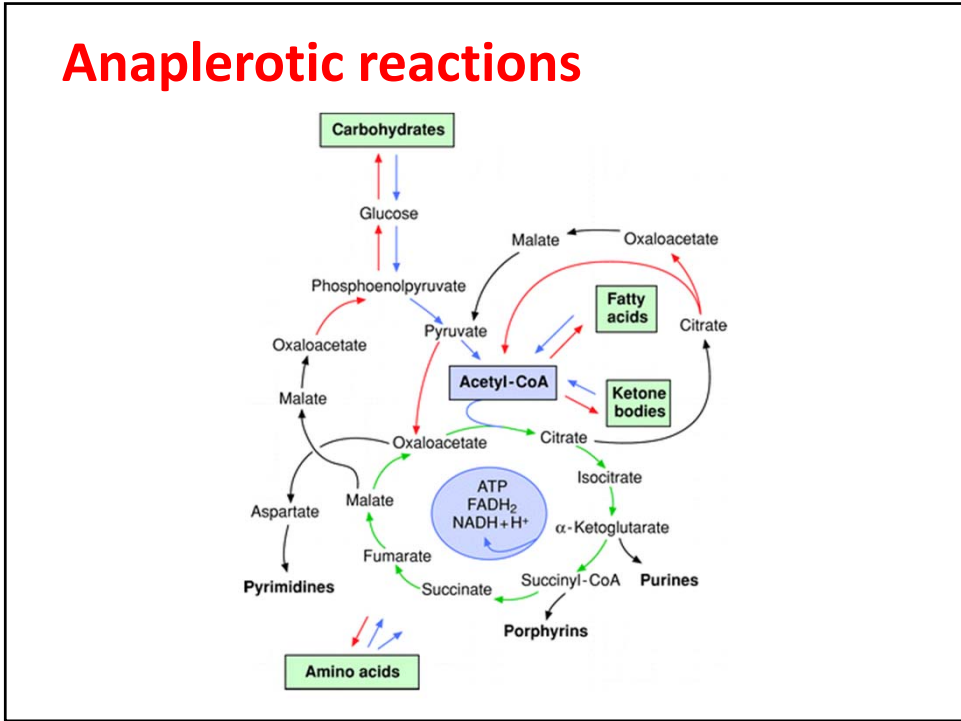 Anaplerotic reactions
Carbohydrates
Glucose
Malate
Oxaloacetate
Phosphoenolpyruvate
Fatty
acids
Pyruvate
Citrate
Oxaloacetate
Acetyl-CoA
Ketone
bodies
Malate
Oxaloacetate
Citrate
Isocitrate
ATP
FADH₂
NADH+H⁺
Malate
Aspartate
α-Ketoglutarate
Fumarate
Succinyl-CoA
Purines
Pyrimidines
Succinate
Porphyrins
Amino acids